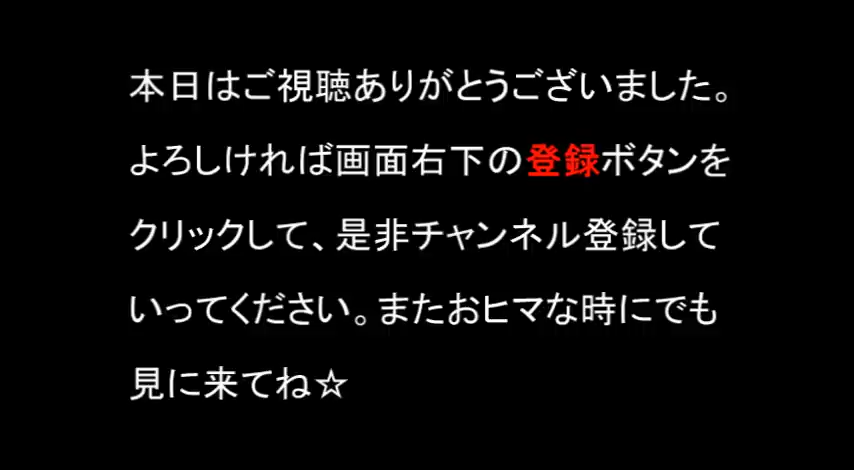 本日はご視聴ありがとうございました。
よろしければ画面右下の登録ボタンを
クリックして、是非チャンネル登録して
いってください。またおヒマな時にでも
見に来てね☆